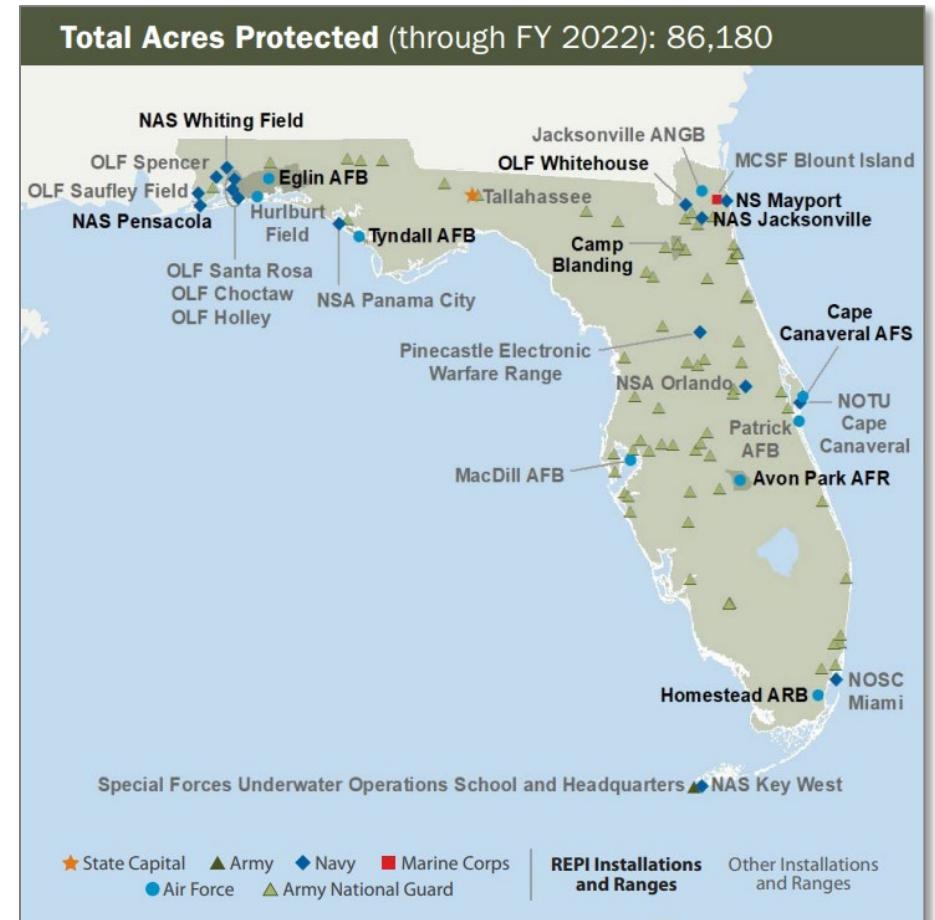 Total Acres Protected (through FY 2022): 86,180
NAS Whiting Field
OLF Spencer
OLF Saufley Field
NAS Pensacola
Eglin AFB
Hurlburt
Field
Tyndall AFB
OLF Santa Rosa
OLF Choctaw
OLF Holley
NSA Panama City
Tallahassee
Jacksonville ANGB
OLF Whitehouse
MCSF Blount Island
NS Mayport
NAS Jacksonville
Camp
Blanding
Cape
Canaveral AFS
Pinecastle Electronic
Warfare Range
NSA Orlando
NOTU
Cape
Canaveral
Patrick
AFB
MacDill AFB
Avon Park AFR
Homestead ARB
NOSC
Miami
Special Forces Underwater Operations School and Headquarters
NAS Key West
State Capital
Army
Navy
Marine Corps
Air Force
Army National Guard
REPI Installations
and Ranges
Other Installations
and Ranges